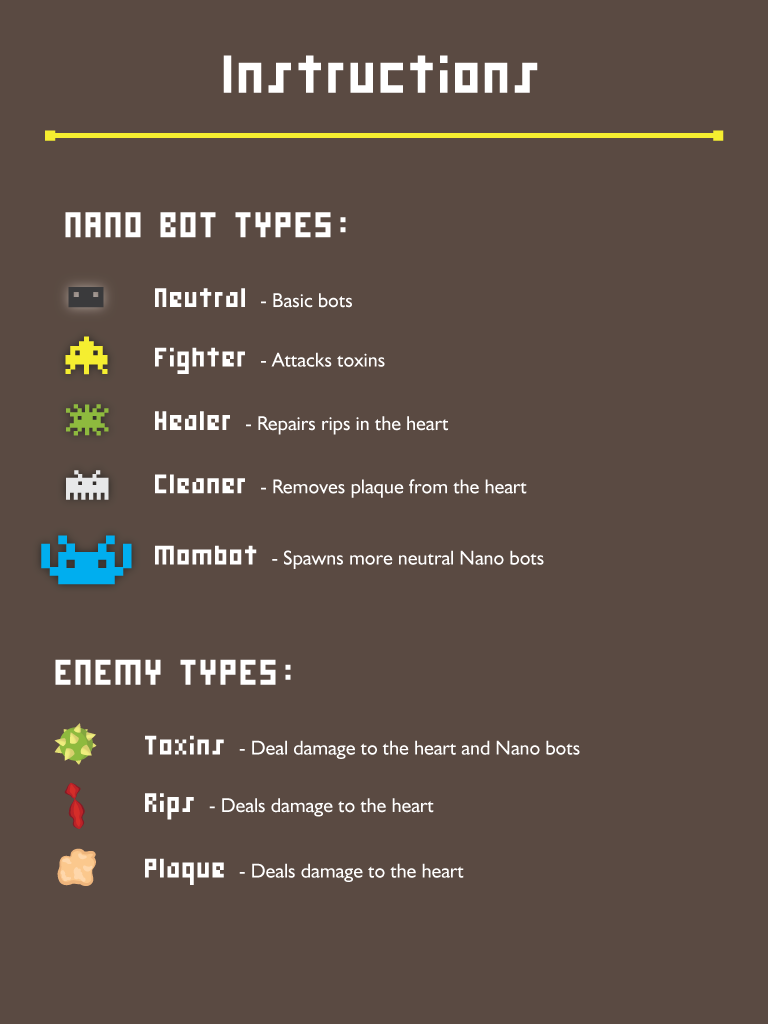 Instructions
NANO BOT TYPES:
Neutral - Basic bots
Fighter - Attacks toxins
Healer - Repairs rips in the heart
Cleaner - Removes plaque from the heart
Mombot - Spawns more neutral Nano bots
ENEMY TYPES:
Toxins - Deal damage to the heart and Nano bots
Rips - Deals damage to the heart
Plaque - Deals damage to the heart